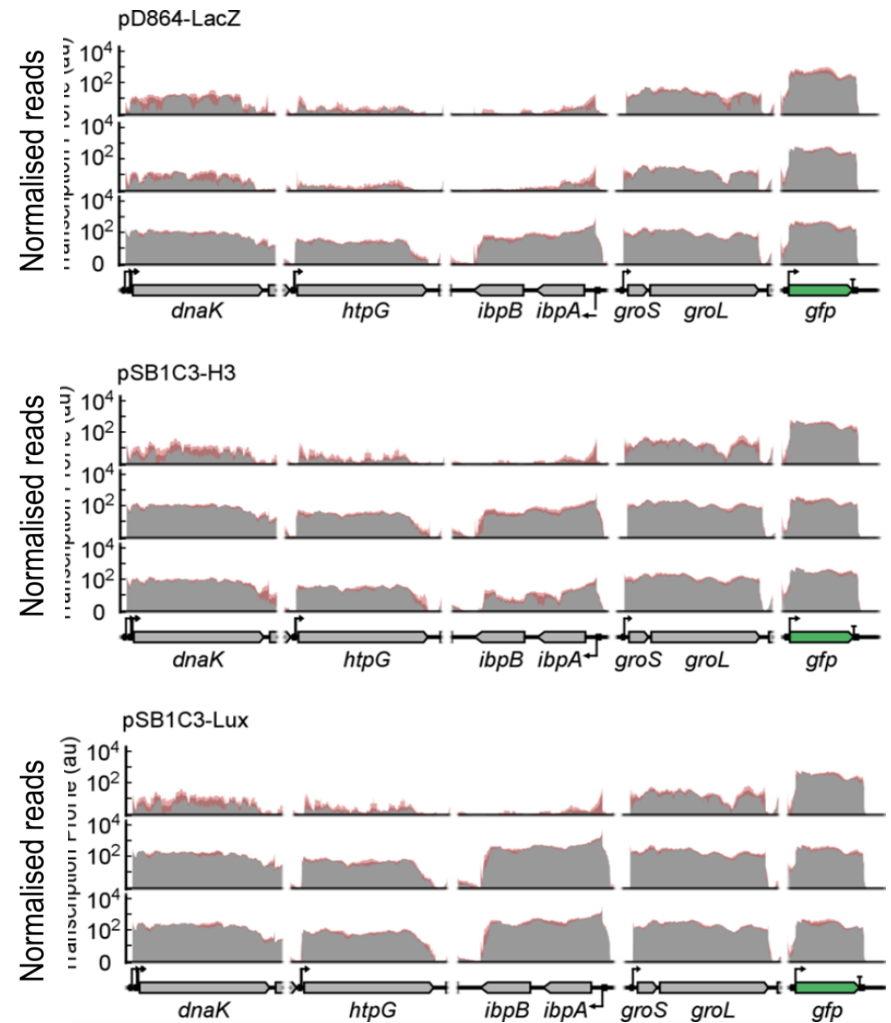 pD864-LacZ
Normalised reads
10⁴
10²
10⁴
10²
10⁴
10²
0
dnaK htpG ibpB ibpA groS groL gfp
pSB1C3-H3
Normalised reads
10⁴
10²
10⁴
10²
10⁴
10²
0
dnaK htpG ibpB ibpA groS groL gfp
pSB1C3-Lux
Normalised reads
(au)
10⁴
10²
10⁴
10²
10⁴
10²
0
dnaK htpG ibpB ibpA groS groL gfp